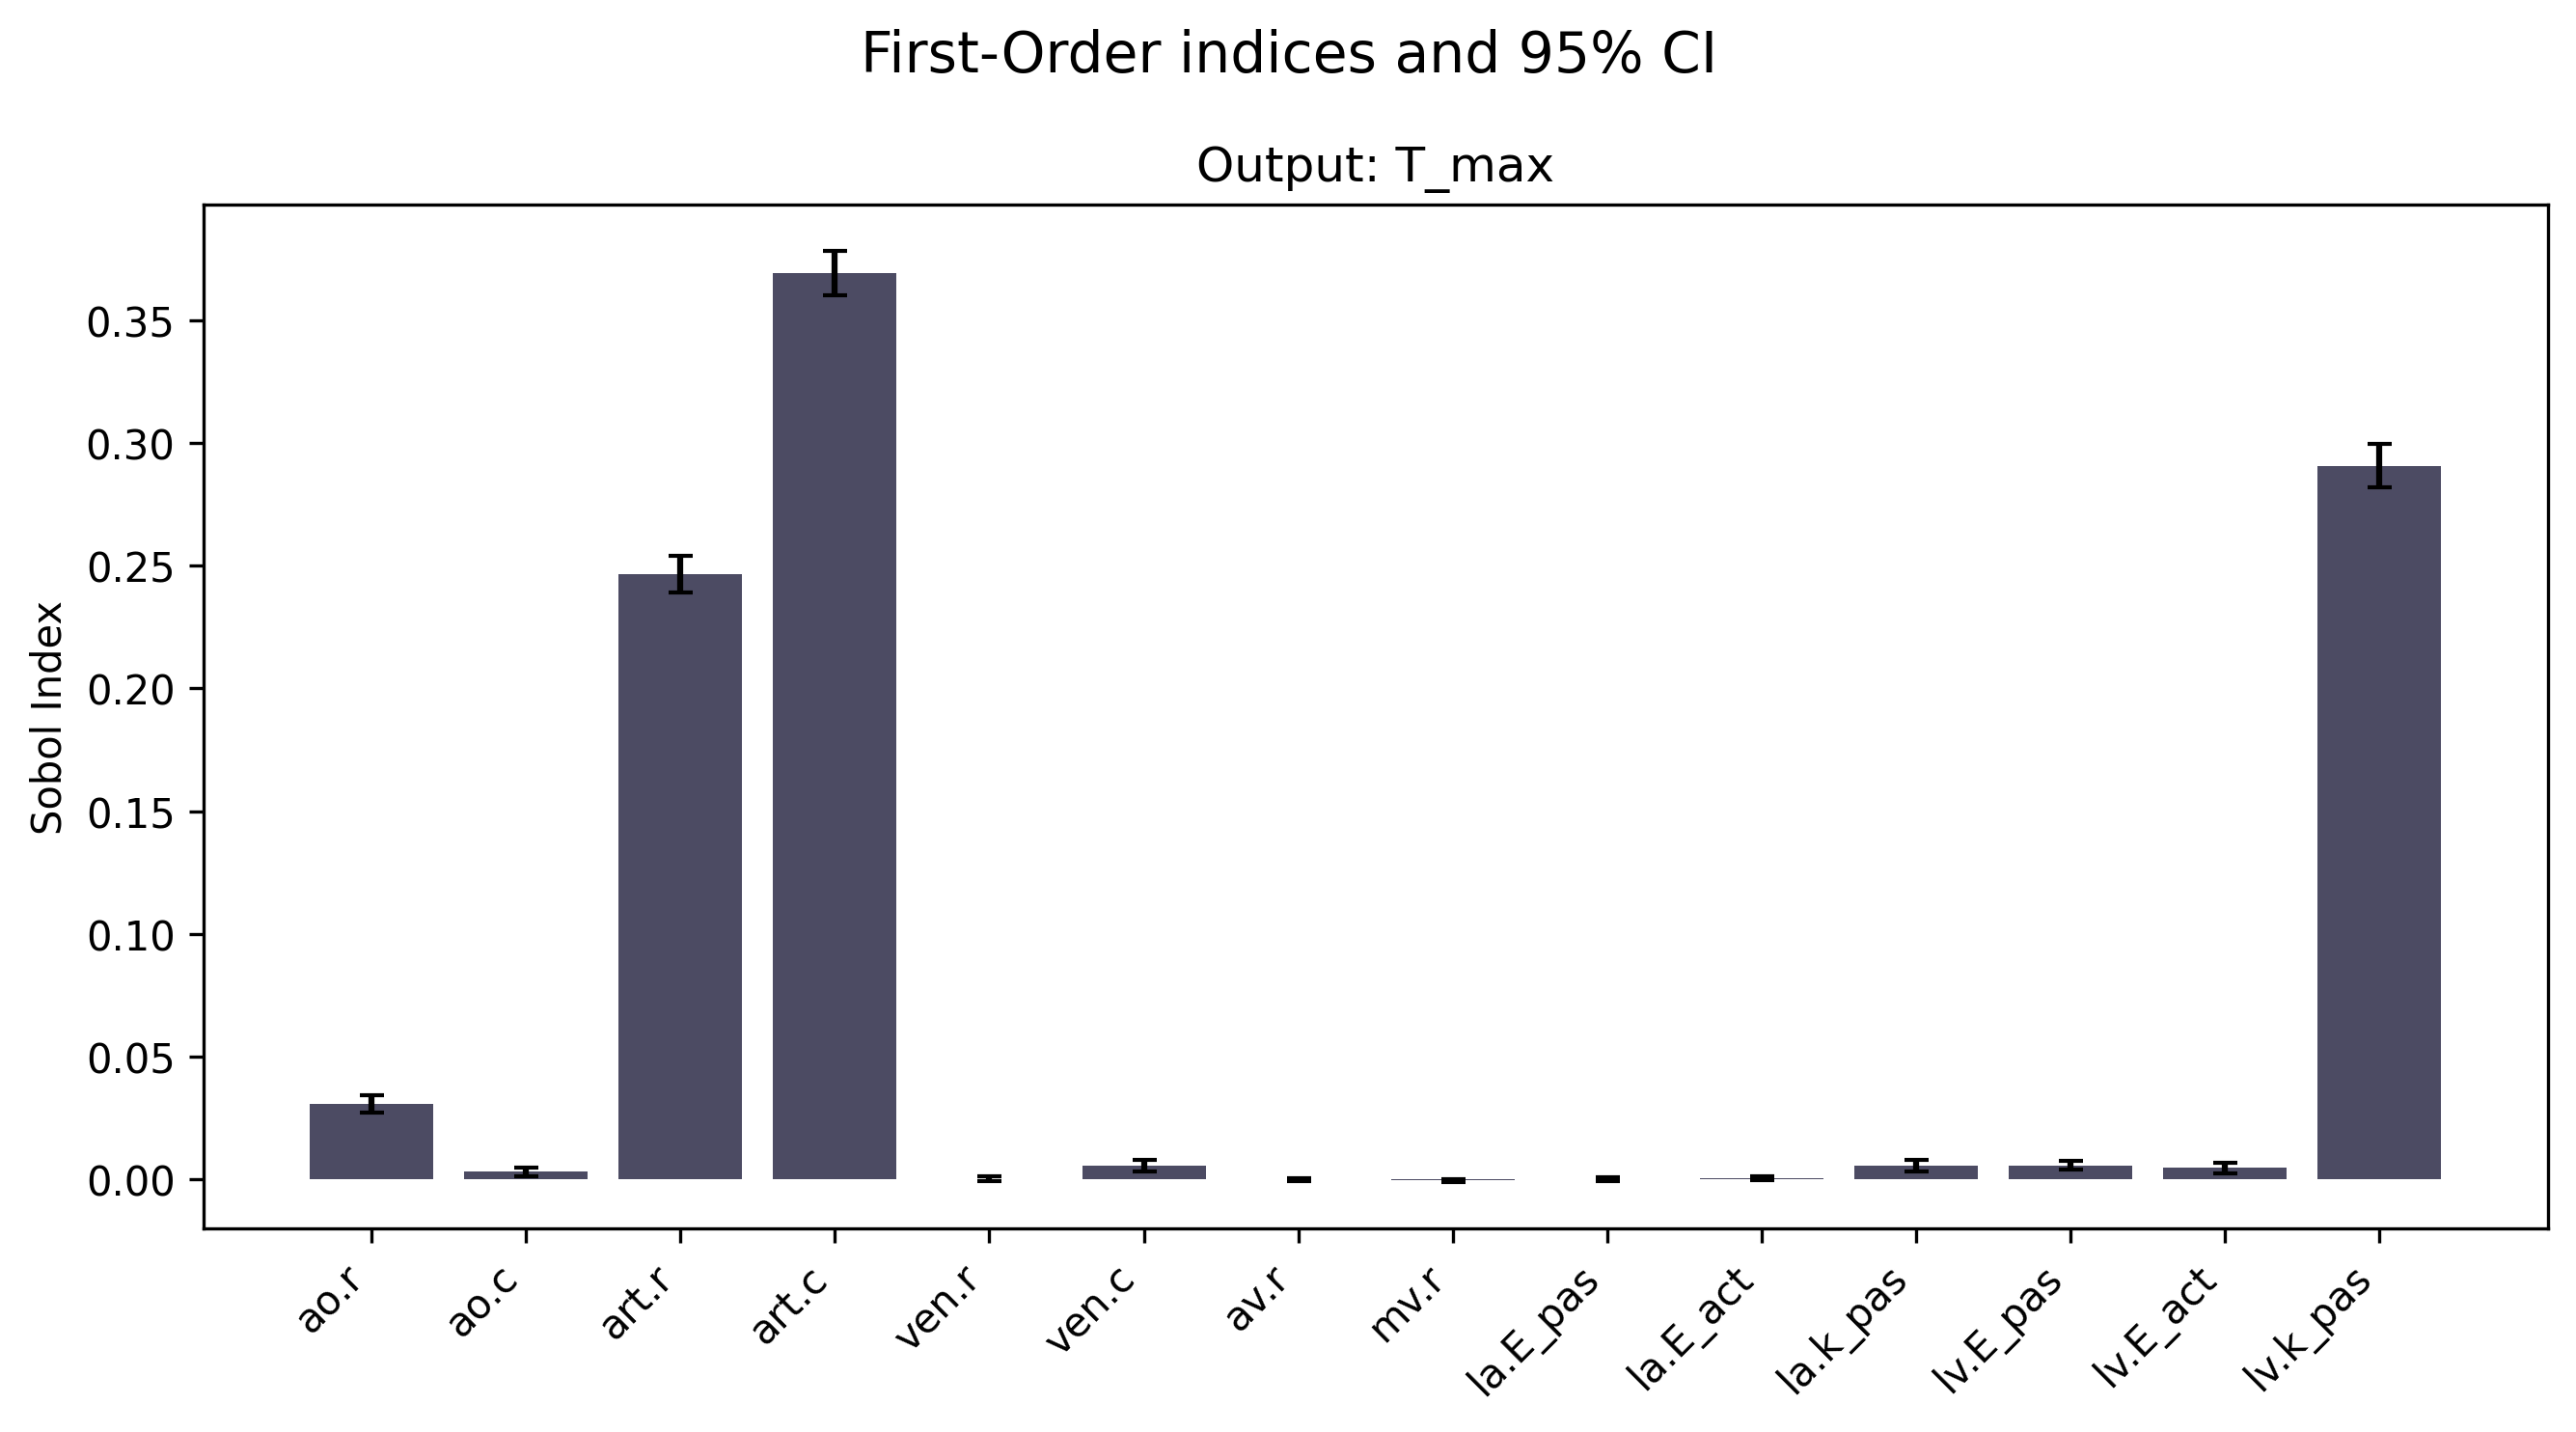 First-Order indices and 95% CI
Output: T_max
Sobol Index
0.35
0.30
0.25
0.20
0.15
0.10
0.05
0.00
ao.r
ao.c
art.r
art.c
ven.r
ven.c
av.r
mv.r
la.E_pas
la.E_act
la.k_pas
lv.E_pas
lv.E_act
lv.k_pas